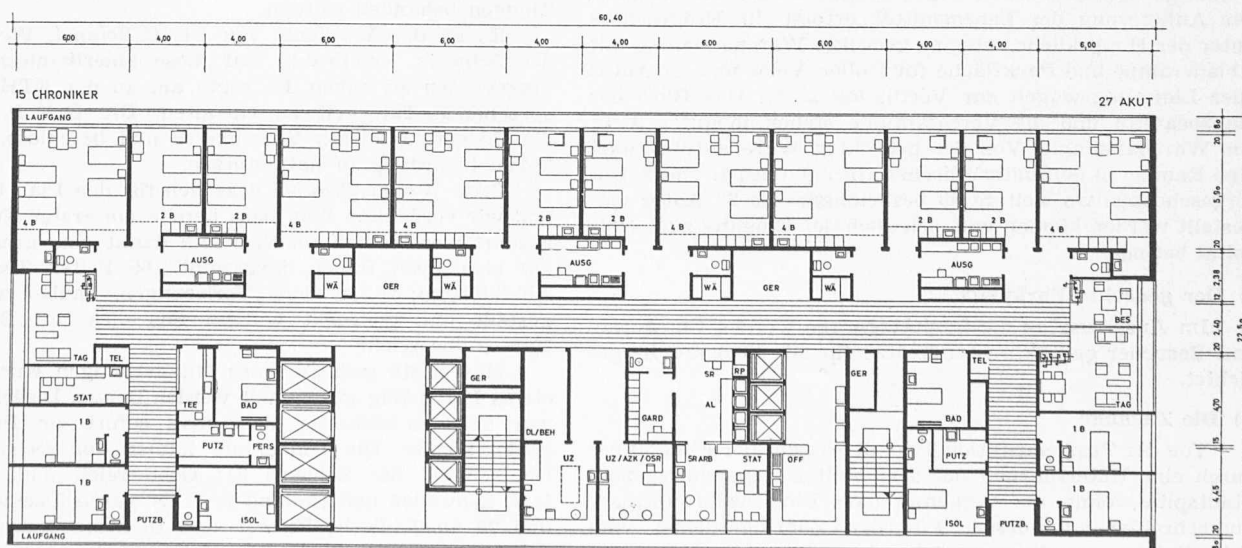 60,40
6,00 4,00 4,00 6,00 6,00 4,00 4,00 6,00 6,00 4,00 4,00 6,00
15 CHRONIKER
27 AKUT
LAUFGANG
4 B 2 B 2 B 4 B 4 B 2 B 2 B 4 B 4 B 2 B 2 B 4 B
AUSG AUSG AUSG
WÄ GER WÄ WÄ GER WÄ
BES
TAG TEL
STAT
TEE BAD
GER
GARD
SR RP
AL
GER
TEL
BAD
TAG
1 B
PUTZ PERS
DL/BEH
UZ UZ/AZK/OSR SRARB STAT OFF
PUTZ
1 B
1 B
PUTZB. ISOL
ISOL PUTZB.
1 B
LAUFGANG